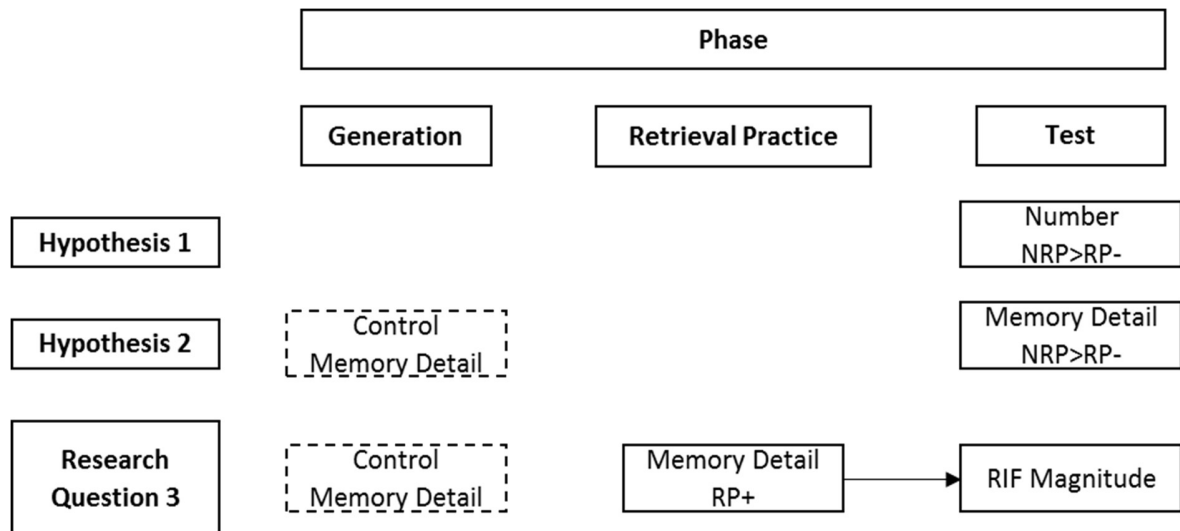 Phase
Generation
Retrieval Practice
Test
Hypothesis 1
Number
NRP>RP-
Hypothesis 2
Control
Memory Detail
Memory Detail
NRP>RP-
Research
Question 3
Control
Memory Detail
Memory Detail
RP+
RIF Magnitude